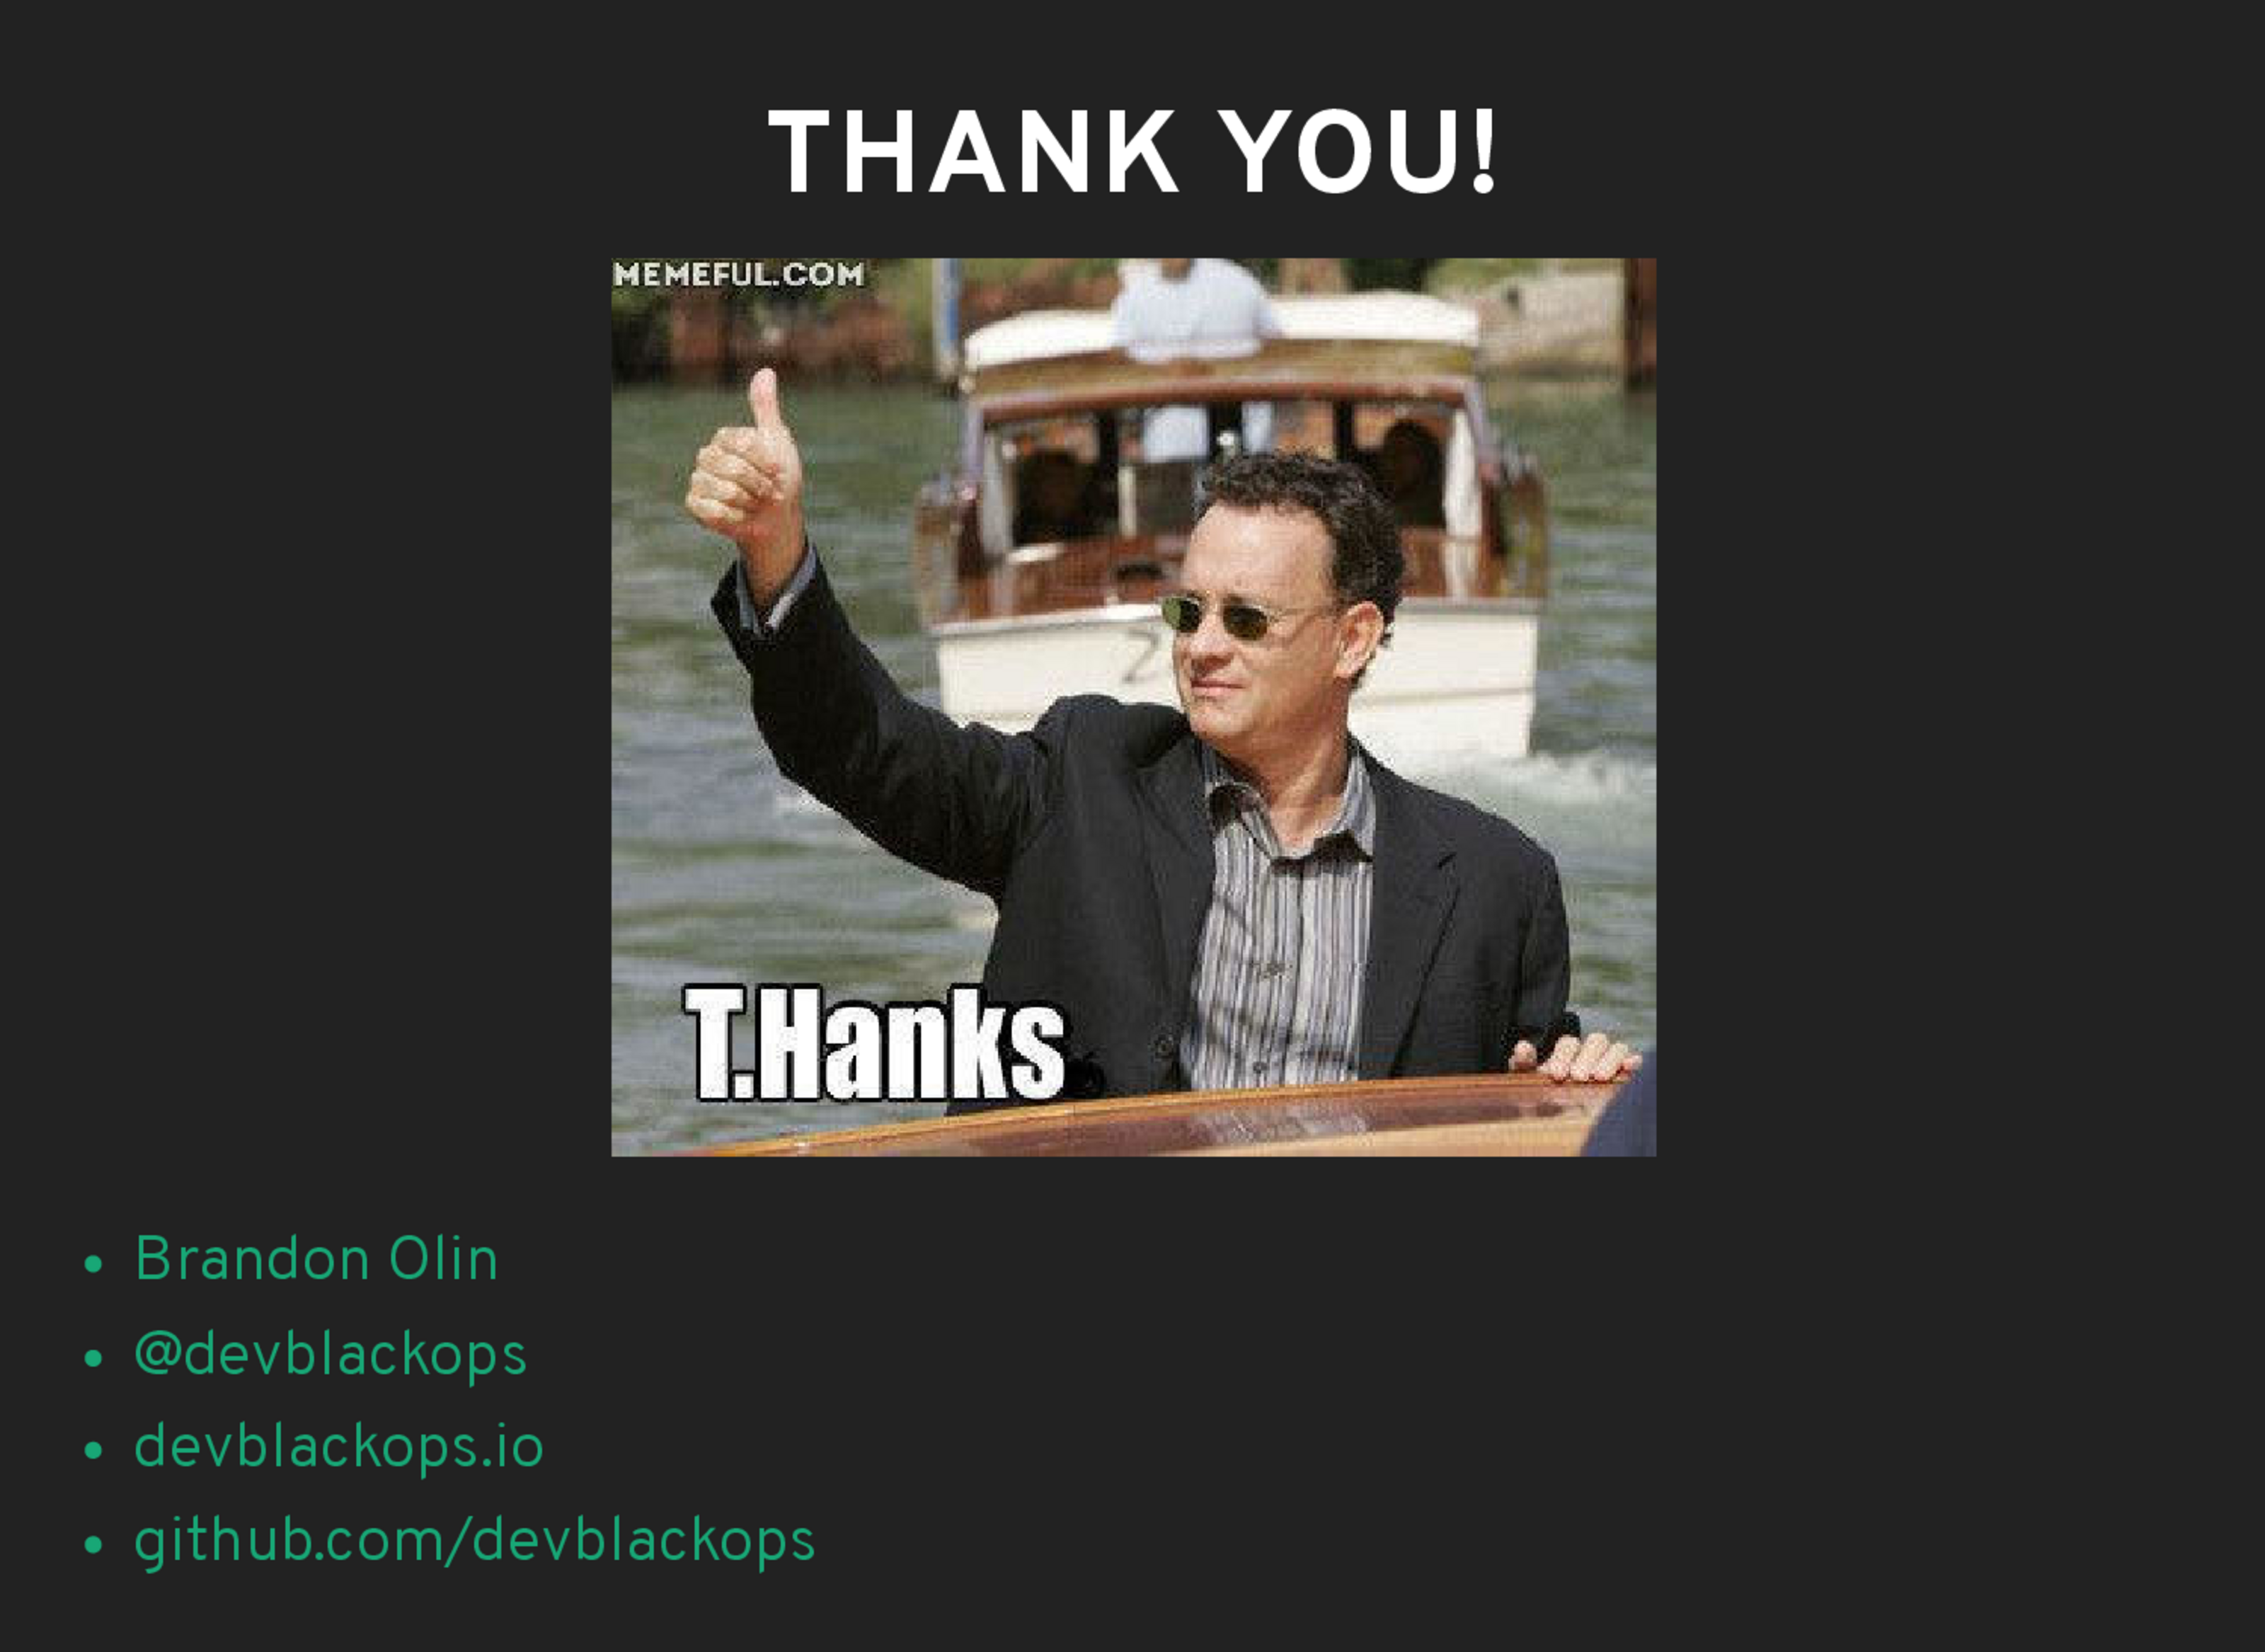 THANK YOU!
MEMEFUL.COM
T.Hanks
Brandon Olin
@devblackops
devblackops.io
github.com/devblackops